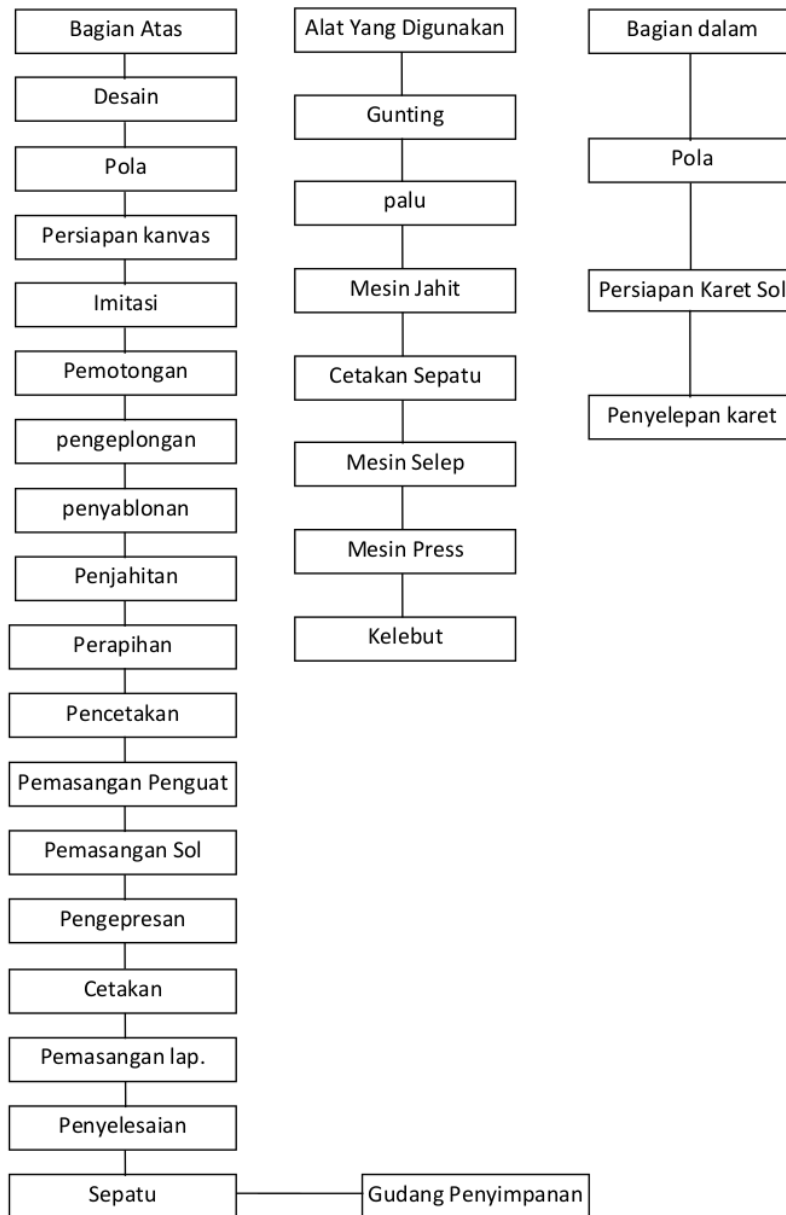 Bagian Atas
Desain
Pola
Persiapan kanvas
Imitasi
Pemotongan
pengeplongan
penyablonan
Penjahitan
Perapihan
Pencetakan
Pemasangan Penguat
Pemasangan Sol
Pengepresan
Cetakan
Pemasangan lap.
Penyelesaian
Sepatu
Gudang Penyimpanan
Alat Yang Digunakan
Gunting
palu
Mesin Jahit
Cetakan Sepatu
Mesin Selep
Mesin Press
Kelebut
Bagian dalam
Pola
Persiapan Karet Sol
Penyelepan karet